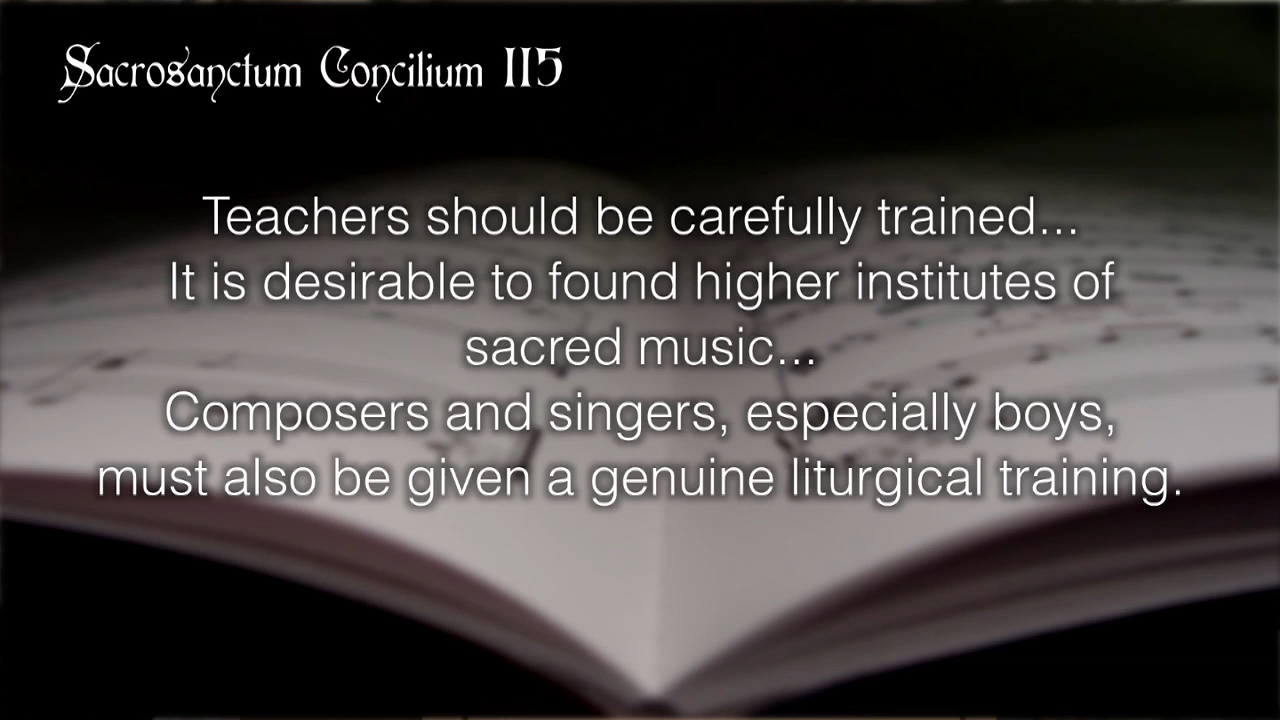 Sacrosanctum Concilium 115
Teachers should be carefully trained...
It is desirable to found higher institutes of
sacred music...
Composers and singers, especially boys,
must also be given a genuine liturgical training.